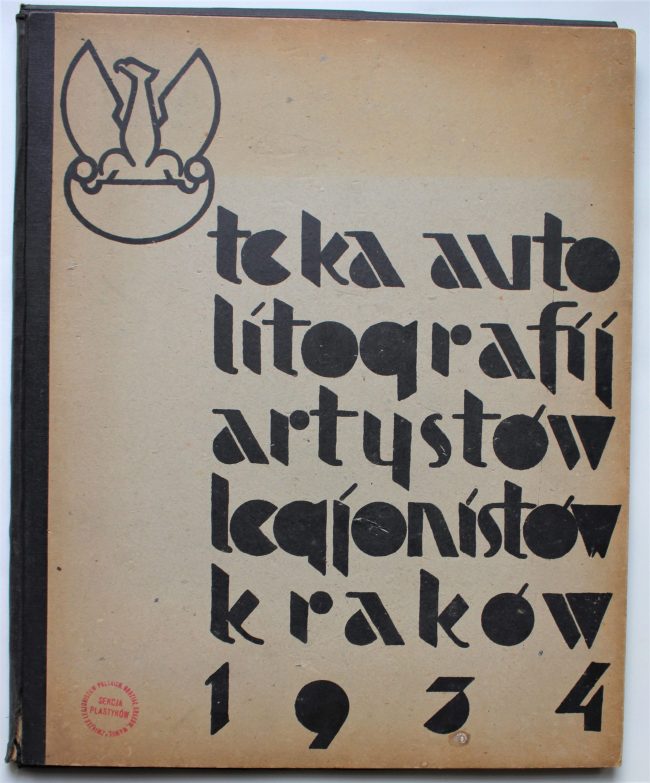 teka auto
litografij
artystów
legjonistów
kraków
1934
SEKCJA
PLASTYKÓW